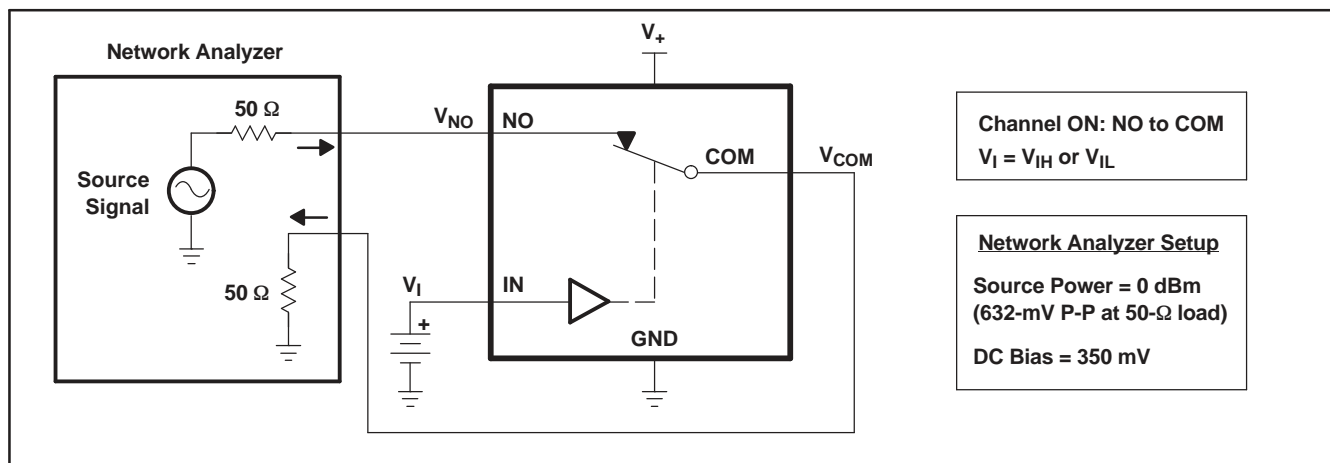 Network Analyzer
50 Ω
Source
Signal
50 Ω
V+
VNO
NO
COM
VCOM
VI
IN
+
GND
Channel ON: NO to COM
VI = VIH or VIL
Network Analyzer Setup
Source Power = 0 dBm
(632-mV P-P at 50-Ω load)
DC Bias = 350 mV